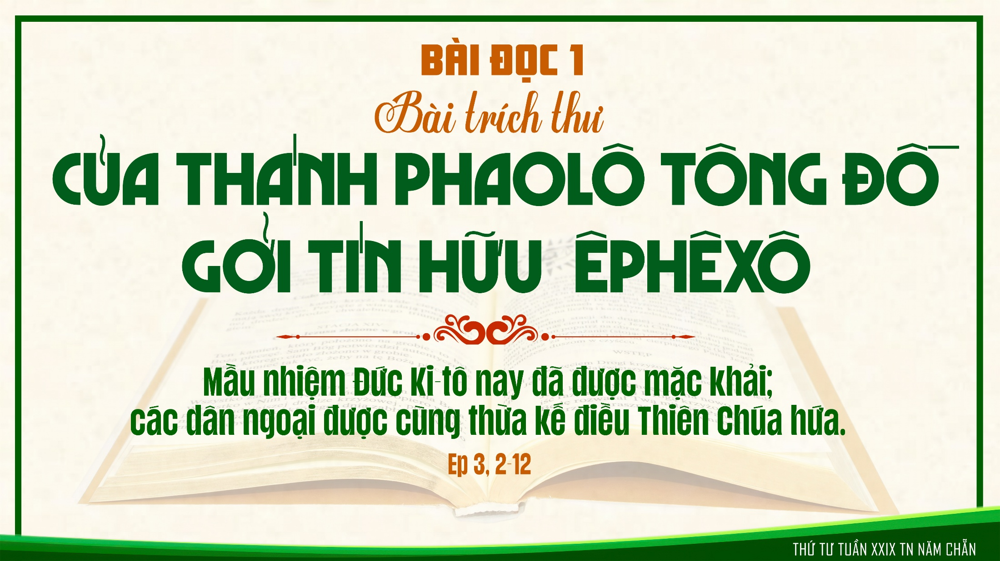 BÀI ĐỌC 1
Bài trích thư
CỦA THÁNH PHAOLÔ TÔNG ĐỒ
GỞI TÍN HỮU ÊPHÊXÔ
Mầu nhiệm Đức Ki-tô nay đã được mặc khải;
các dân ngoại được cùng thừa kế điều Thiên Chúa hứa.
Ep 3, 2-12
THỨ TƯ TUẦN XXIX TN NĂM CHẴN